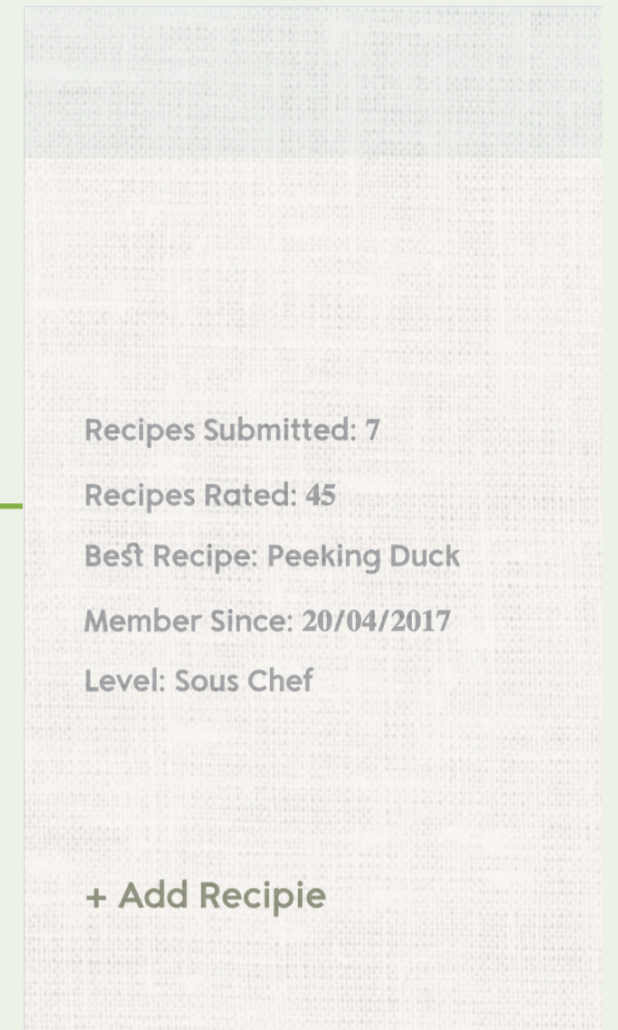 Recipes Submitted: 7
Recipes Rated: 45
Best Recipe: Peeking Duck
Member Since: 20/04/2017
Level: Sous Chef
+ Add Recipie